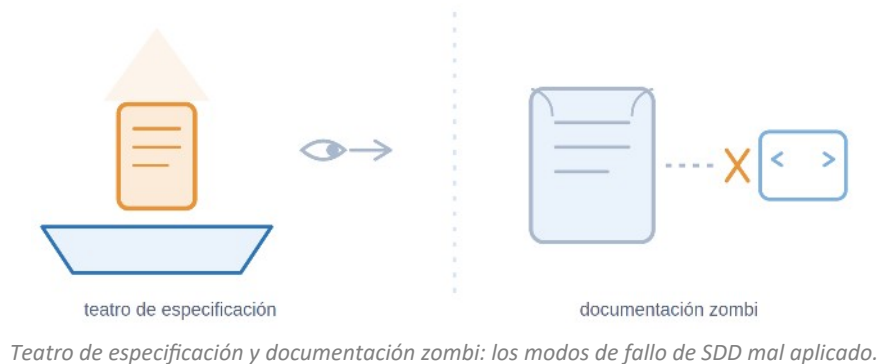 teatro de especificación
documentación zombi
Teatro de especificación y documentación zombi: los modos de fallo de SDD mal aplicado.